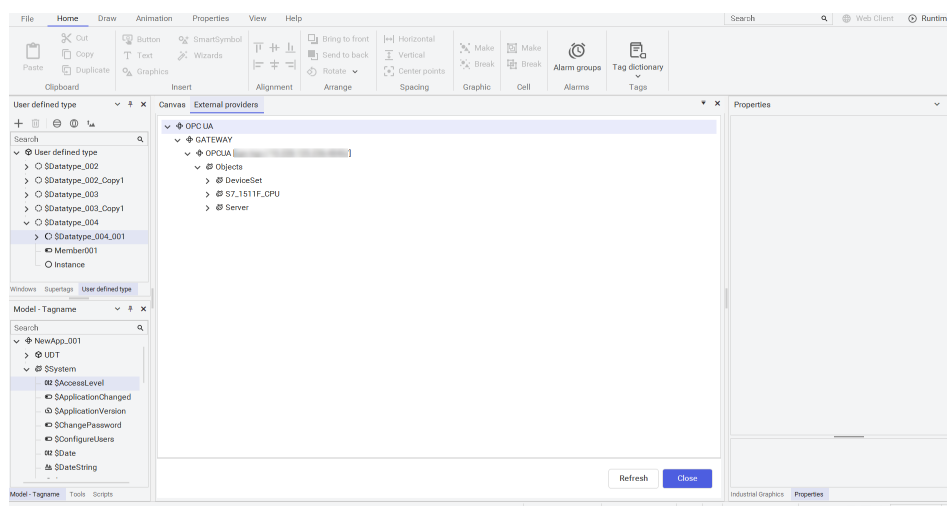 File Home Draw Animation Properties View Help Search Web Client Runtim
Cut Button SmartSymbol Bring to front Horizontal
Copy Text Wizards Send to back Vertical Make Make
Paste Duplicate Graphics Rotate Center points Break Break Alarm groups Tag dictionary
Clipboard Insert Alignment Arrange Spacing Graphic Cell Alarms Tags
User defined type Canvas External providers Properties
Search
OPC UA
GATEWAY
OPCUA
Objects
DeviceSet
S7_1511F_CPU
Server
User defined type
$Datatype_002
$Datatype_002_Copy1
$Datatype_003
$Datatype_003_Copy1
$Datatype_004
$Datatype_004_001
Member001
Instance
Windows Supertags User defined type
Model - Tagname
Search
NewApp_001
UDT
$System
$AccessLevel
$ApplicationChanged
$ApplicationVersion
$ChangePassword
$ConfigureUsers
$Date
$DateString
Refresh Close
Model - Tagname Tools Scripts Industrial Graphics Properties